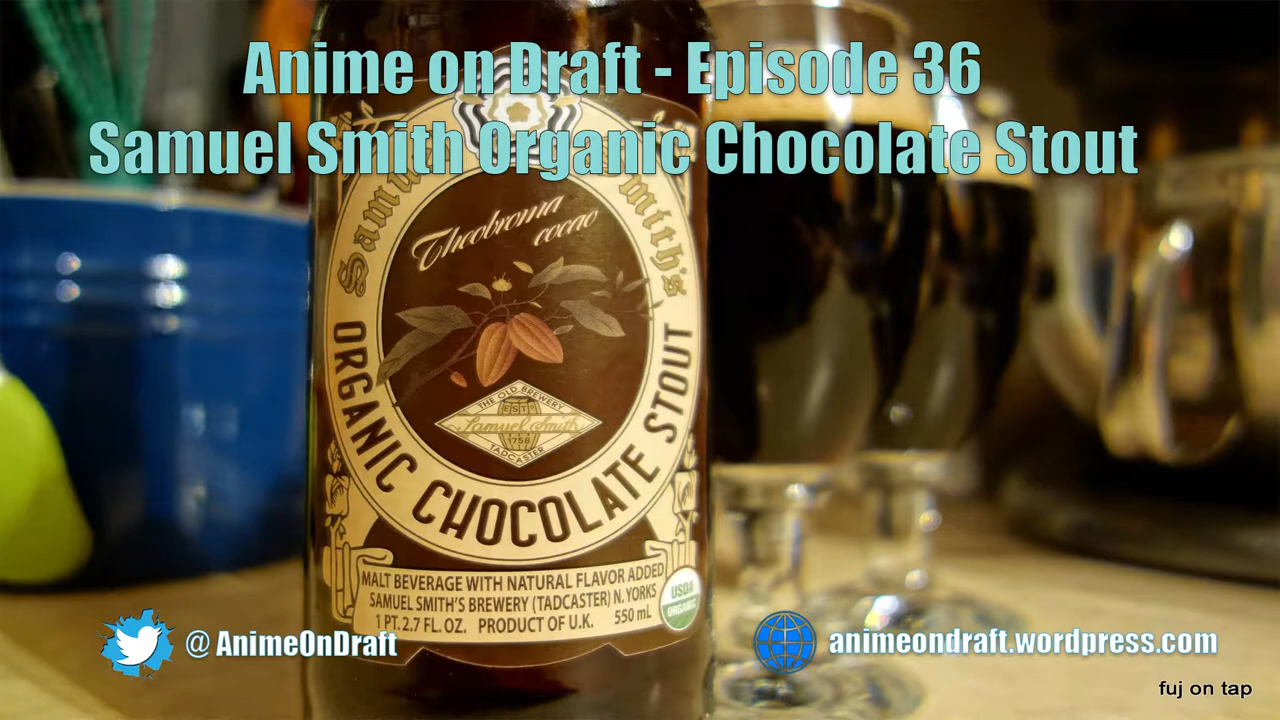 Anime on Draft - Episode 36
Samuel Smith Organic Chocolate Stout
Samuel Smith's
Theobroma
cacao
THE OLD BREWERY
ESTD
Samuel Smith
1758
TADCASTER
ORGANIC CHOCOLATE STOUT
MALT BEVERAGE WITH NATURAL FLAVOR ADDED
SAMUEL SMITH'S BREWERY (TADCASTER) N. YORKS
1 PT. 2.7 FL. OZ. PRODUCT OF U.K. 550 mL
USDA
ORGANIC
@AnimeOnDraft
animeondraft.wordpress.com
fuj on tap